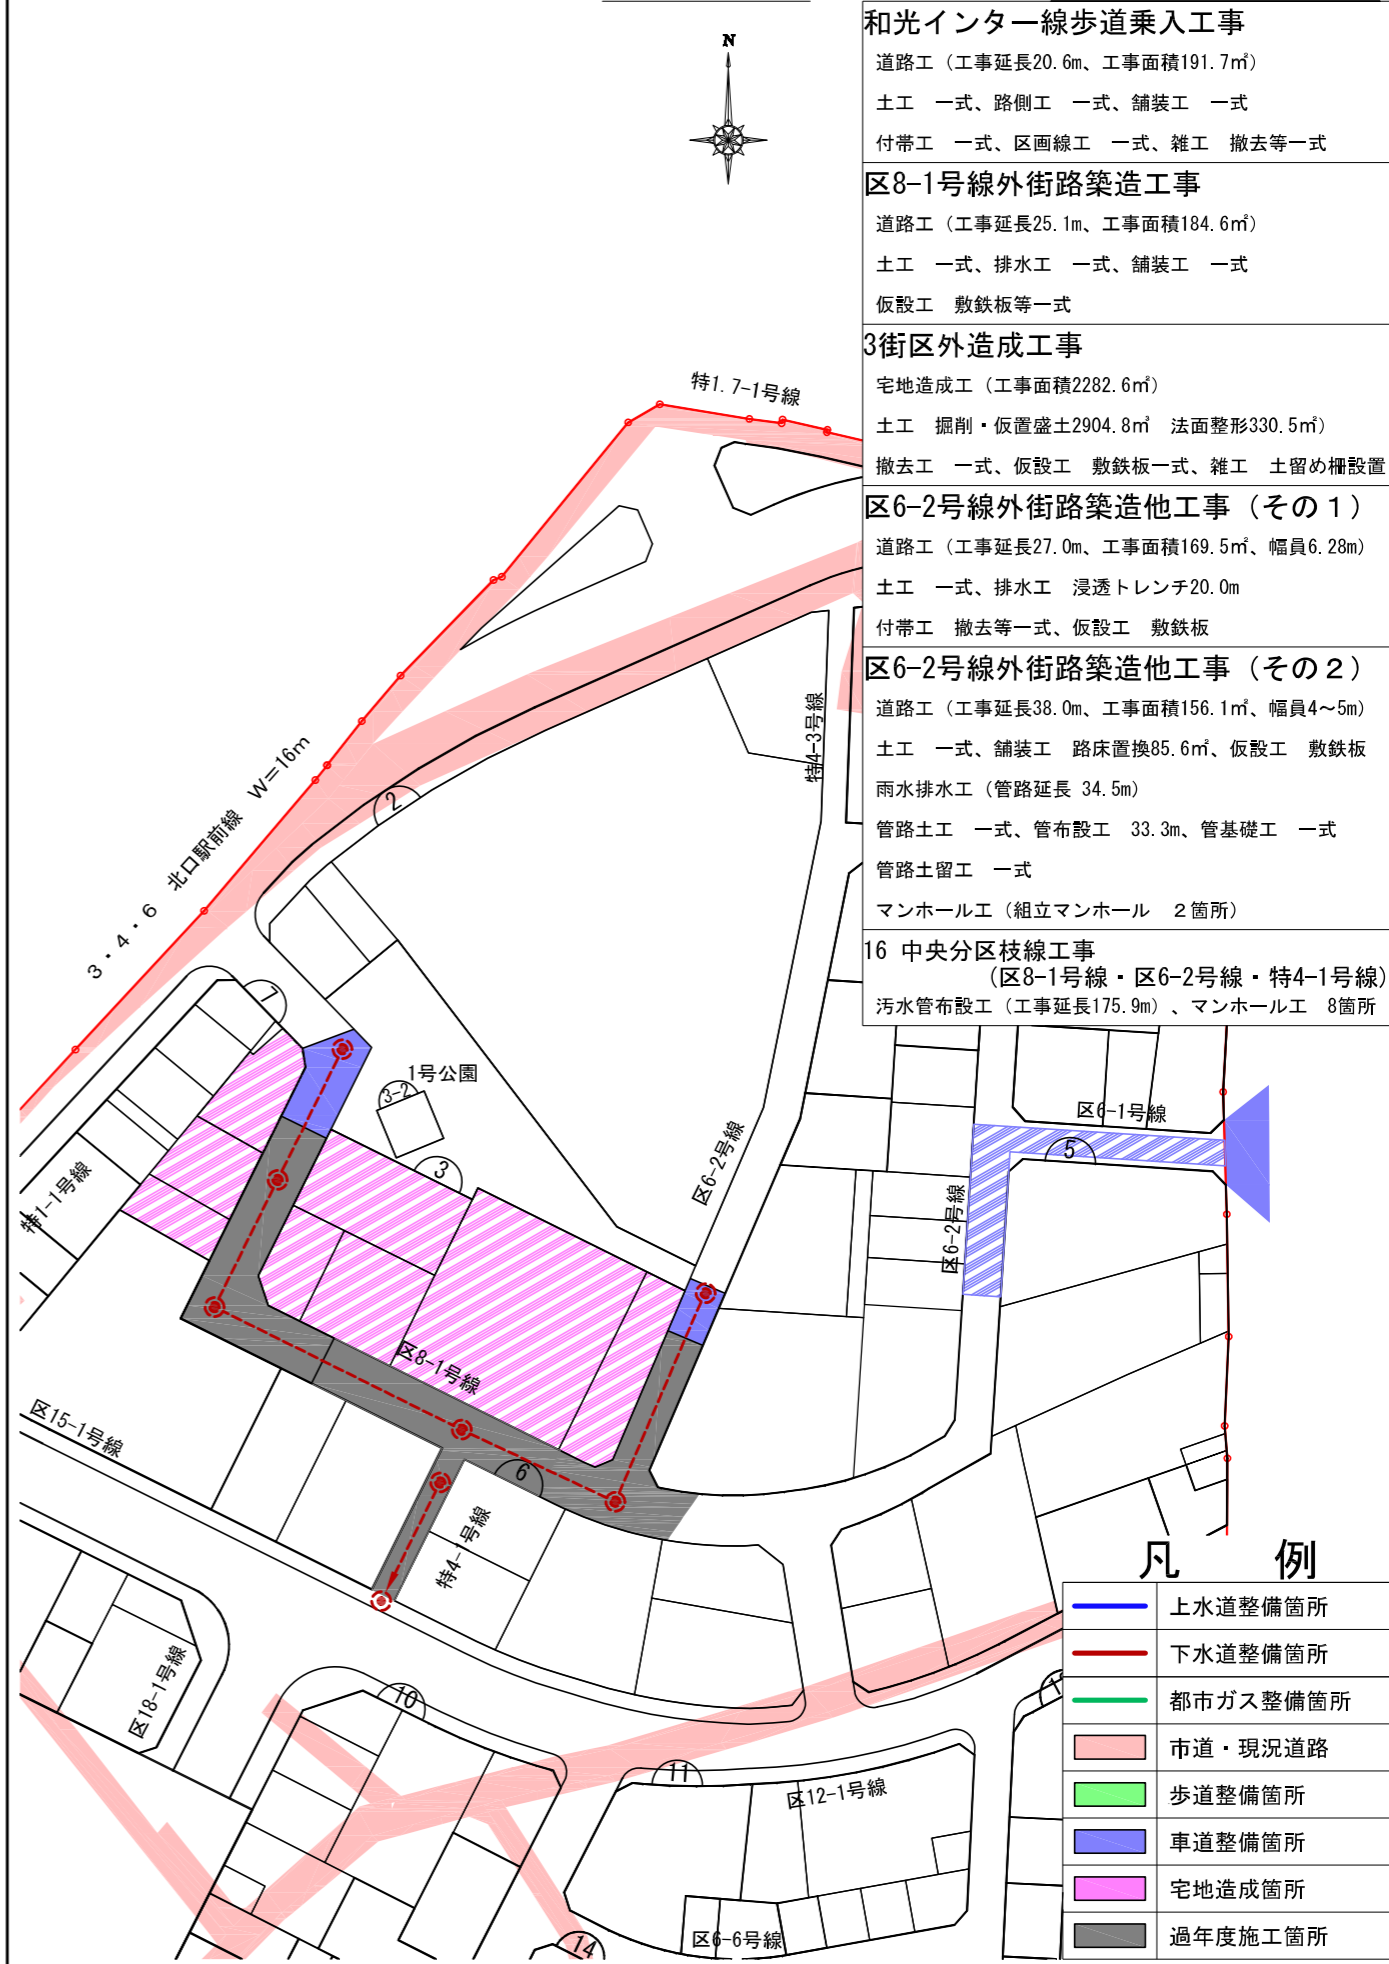 N
和光インター線歩道乗入工事
道路工（工事延長20.6m、工事面積191.7㎡）
土工　一式、路側工　一式、舗装工　一式
付帯工　一式、区画線工　一式、雑工　撤去等一式
区8-1号線外街路築造工事
道路工（工事延長25.1m、工事面積184.6㎡）
土工　一式、排水工　一式、舗装工　一式
仮設工　敷鉄板等一式
3街区外造成工事
宅地造成工（工事面積2282.6㎡）
土工　掘削・仮置盛土2904.8㎥　法面整形330.5㎡）
撤去工　一式、仮設工　敷鉄板一式、雑工　土留め柵設置
区6-2号線外街路築造他工事（その１）
道路工（工事延長27.0m、工事面積169.5㎡、幅員6.28m）
土工　一式、排水工　浸透トレンチ20.0m
付帯工　撤去等一式、仮設工　敷鉄板
区6-2号線外街路築造他工事（その２）
道路工（工事延長38.0m、工事面積156.1㎡、幅員4～5m）
土工　一式、舗装工　路床置換85.6㎥、仮設工　敷鉄板
雨水排水工（管路延長 34.5m）
管路土工　一式、管布設工　33.3m、管基礎工　一式
管路土留工　一式
マンホール工（組立マンホール　２箇所）
16 中央分区枝線工事
（区8-1号線・区6-2号線・特4-1号線）
汚水管布設工（工事延長175.9m）、マンホール工　8箇所
特1.7-1号線
特4-3号線
3・4・6　北口駅前線　W＝16m
2
1
1号公園
3-2
3
区6-1号線
5
区6-2号線
区6-2号線
特1-1号線
区8-1号線
区15-1号線
6
特4-1号線
区18-1号線
10
11
区12-1号線
区6-6号線
14
凡　例
上水道整備箇所
下水道整備箇所
都市ガス整備箇所
市道・現況道路
歩道整備箇所
車道整備箇所
宅地造成箇所
過年度施工箇所